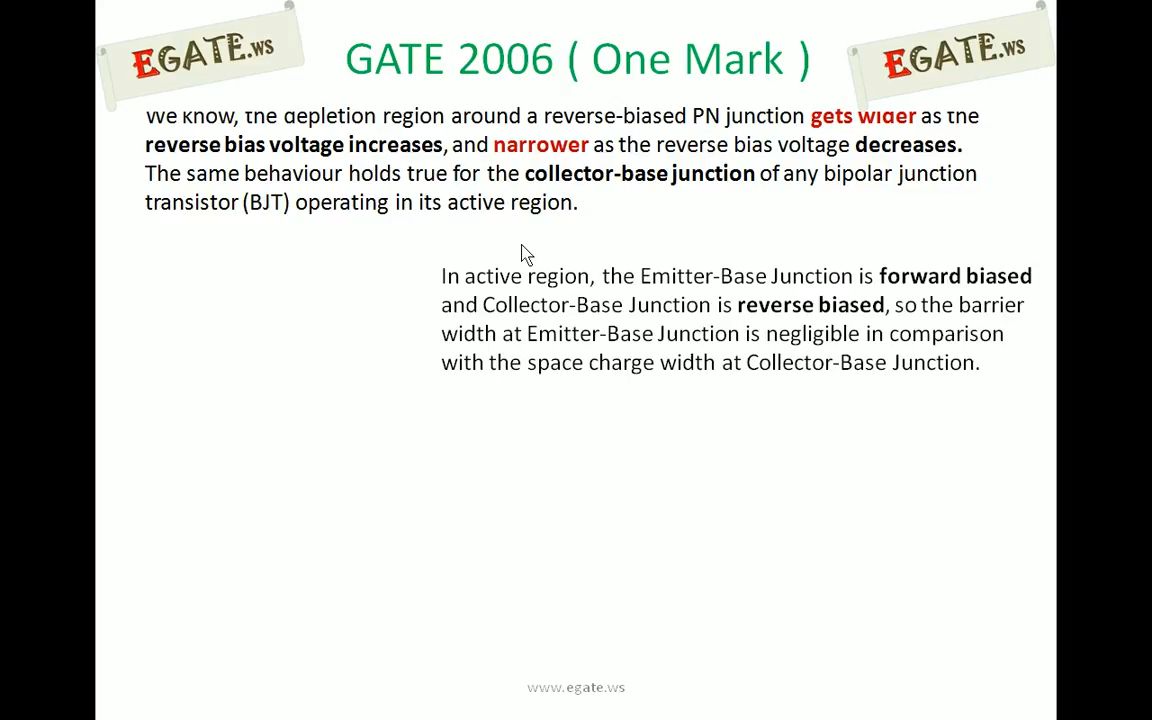 EGATE.ws
GATE 2006 ( One Mark )
EGATE.ws
We know, the depletion region around a reverse-biased PN junction gets wider as the
reverse bias voltage increases, and narrower as the reverse bias voltage decreases.
The same behaviour holds true for the collector-base junction of any bipolar junction
transistor (BJT) operating in its active region.
In active region, the Emitter-Base Junction is forward biased
and Collector-Base Junction is reverse biased, so the barrier
width at Emitter-Base Junction is negligible in comparison
with the space charge width at Collector-Base Junction.
www.egate.ws